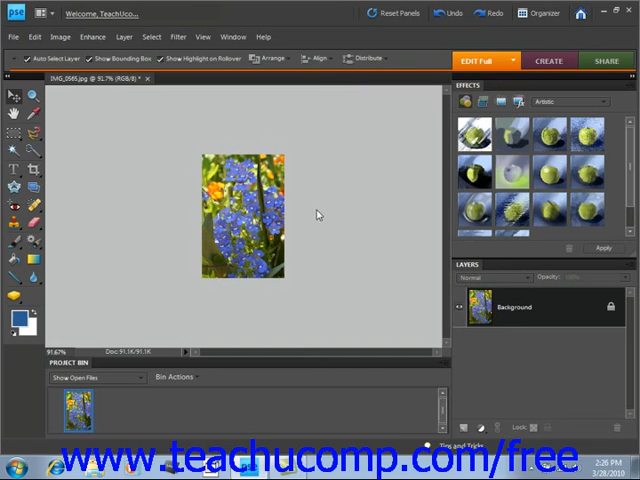 pse Welcome, TeachUco... Reset Panels Undo Redo Organizer
File Edit Image Enhance Layer Select Filter View Window Help
Auto Select Layer Show Bounding Box Show Highlight on Rollover Arrange Align Distribute EDIT Full CREATE SHARE
IMG_0565.jpg @ 91.7% (RGB/8) *
EFFECTS
Artistic
Apply
LAYERS
Normal Opacity:
Background
91.67% Doc: 91.1K/91.1K
PROJECT BIN
Show Open Files Bin Actions
Lock:
Tips and Tricks
www.teachucomp.com/free
2:26 PM
3/28/2010